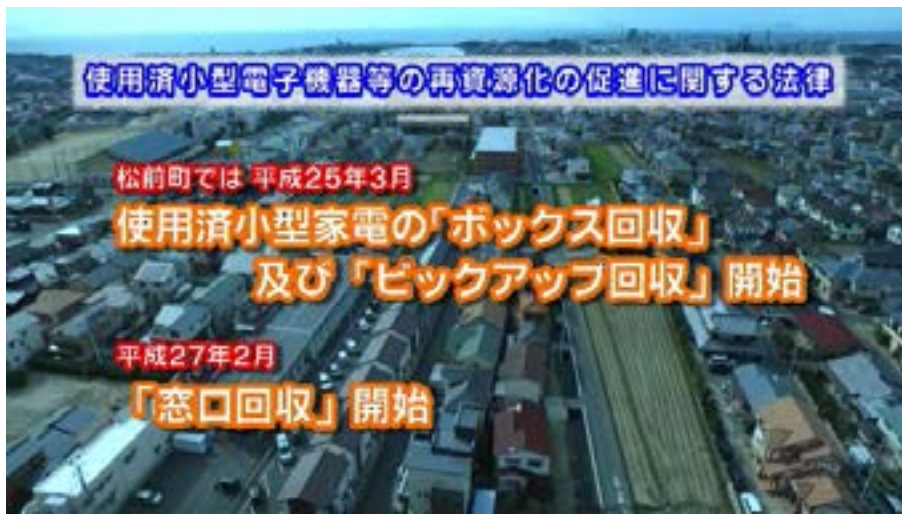 使用済小型電子機器等の再資源化の促進に関する法律
松前町では 平成25年3月
使用済小型家電の「ボックス回収」
及び「ピックアップ回収」開始
平成27年2月
「窓口回収」開始